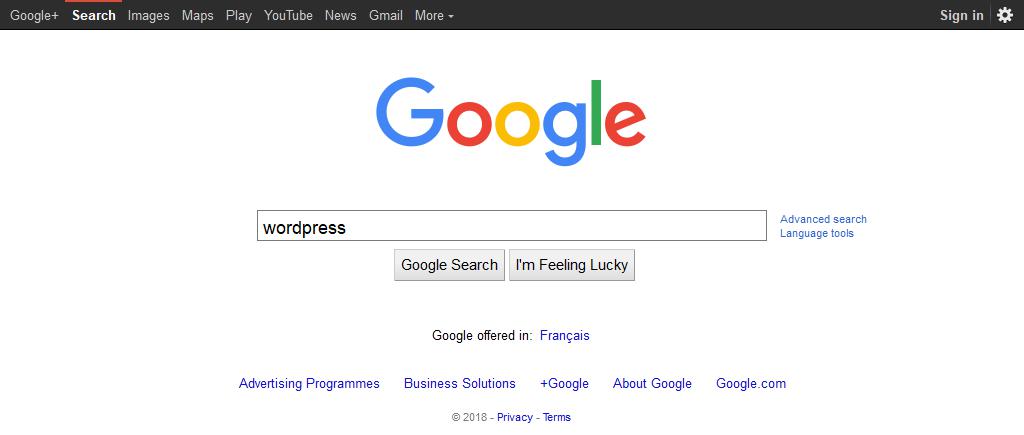 Google+ Search Images Maps Play YouTube News Gmail More Sign in
Google
wordpress
Advanced search
Language tools
Google Search I'm Feeling Lucky
Google offered in: Français
Advertising Programmes Business Solutions +Google About Google Google.com
© 2018 - Privacy - Terms